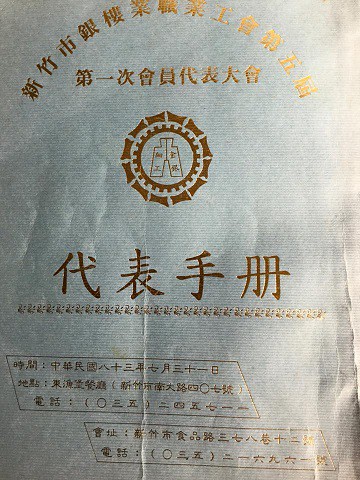 新竹市銀樓業職業工會第五屆
第一次會員代表大會
代表手册
時間：中華民國八十三年七月三十一日
地點：東漁樂餐廳（新竹市南大路四〇七號）
電話：（〇三五）二四五七一一
會址：新竹市食品路三七八巷十二號
電話：（〇三五）二一六九六一號